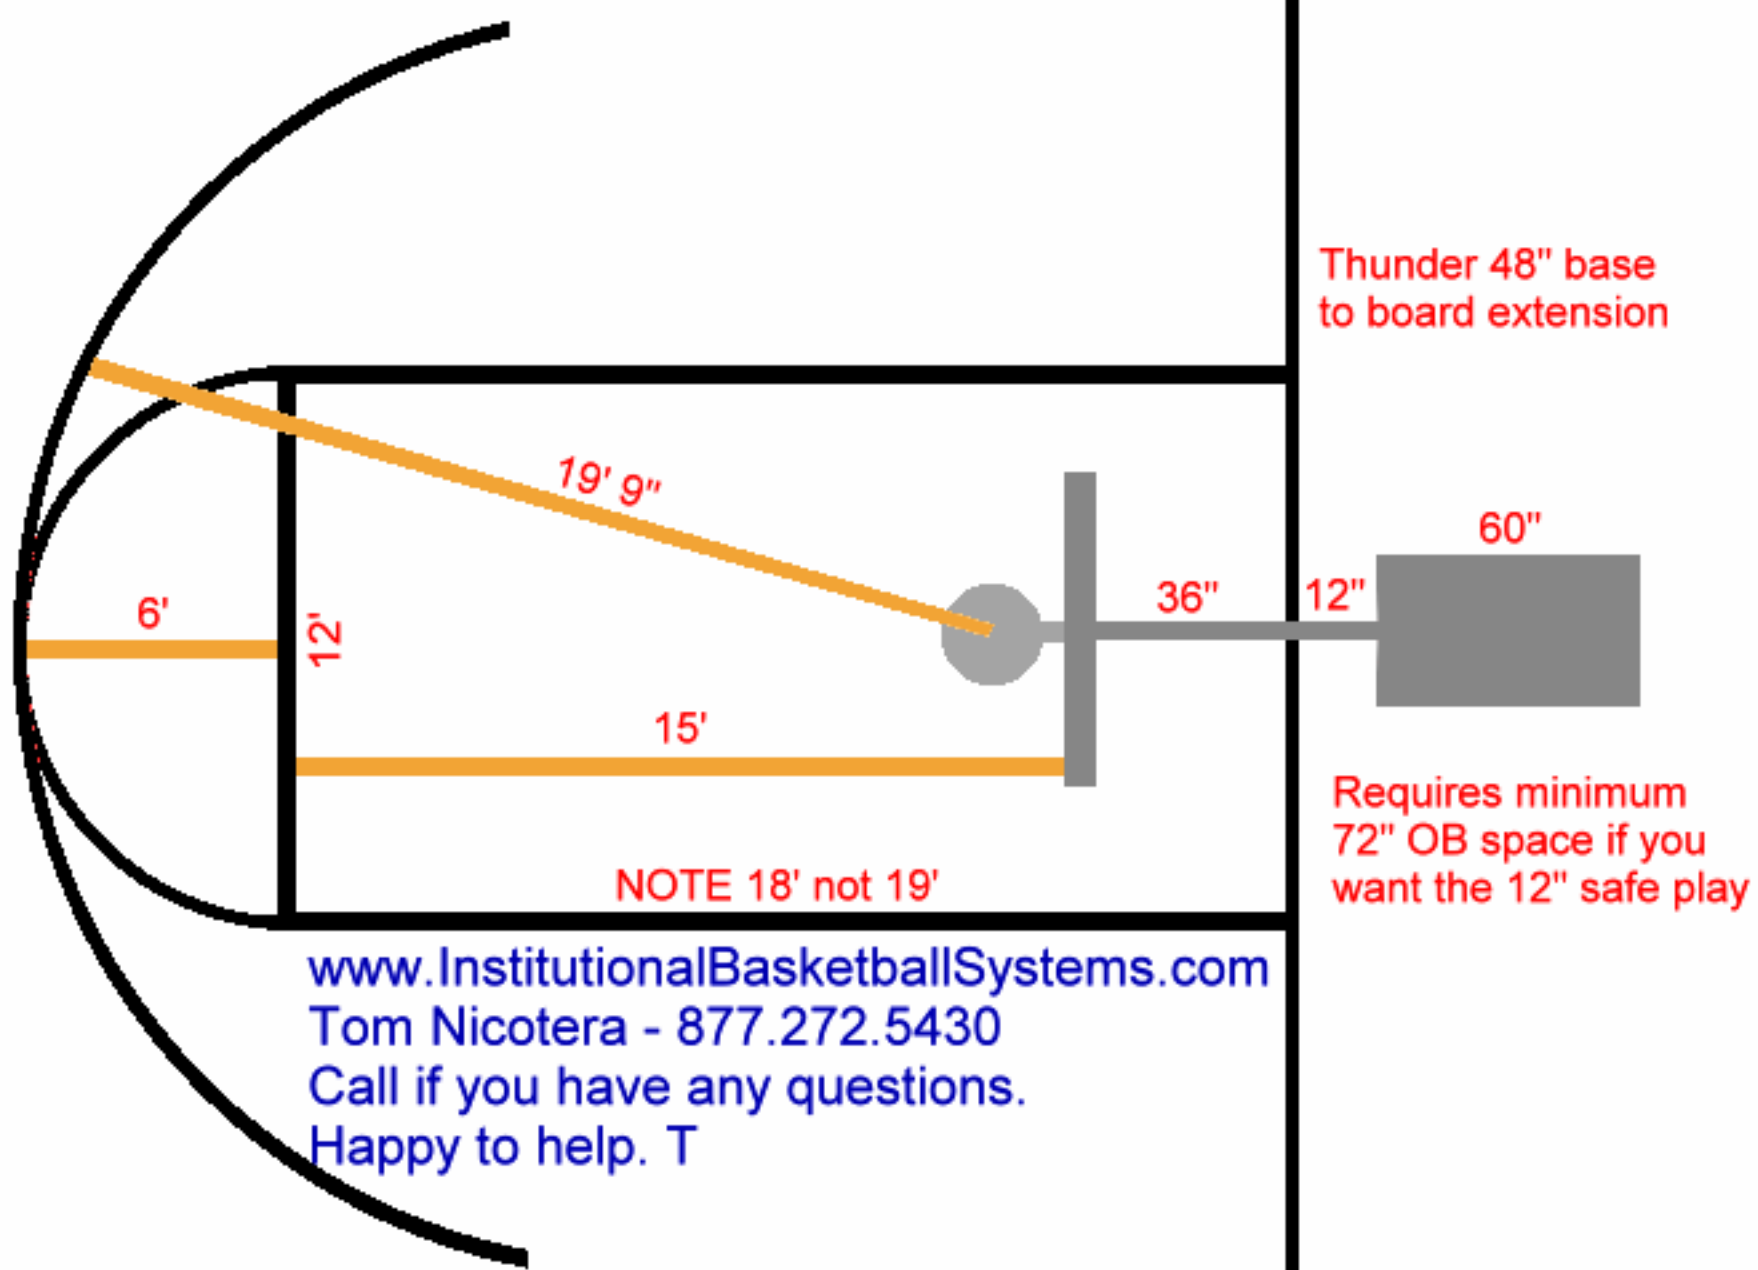 Thunder 48" base
to board extension
19' 9"
60"
36"
12"
6'
12'
15'
Requires minimum
72" OB space if you
want the 12" safe play
NOTE 18' not 19'
www.InstitutionalBasketballSystems.com
Tom Nicotera - 877.272.5430
Call if you have any questions.
Happy to help. T